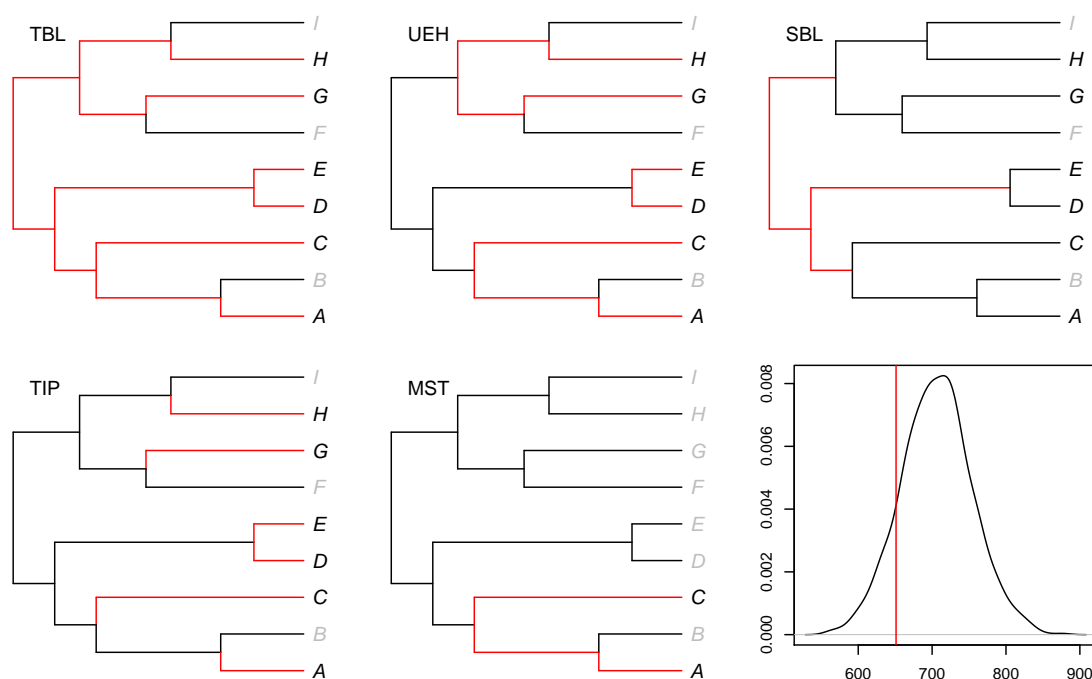 TBL
I
H
G
F
E
D
C
B
A
UEH
I
H
G
F
E
D
C
B
A
SBL
I
H
G
F
E
D
C
B
A
TIP
I
H
G
F
E
D
C
B
A
MST
I
H
G
F
E
D
C
B
A
0.008
0.006
0.004
0.002
0.000
600 700 800 900